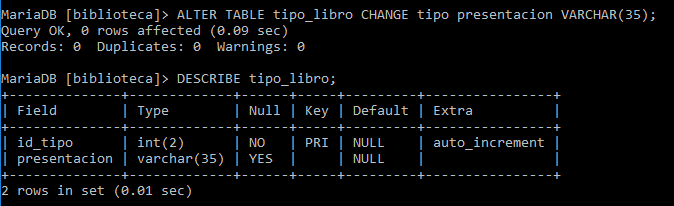 MariaDB [biblioteca]> ALTER TABLE tipo_libro CHANGE tipo presentacion VARCHAR(35);
Query OK, 0 rows affected (0.09 sec)
Records: 0  Duplicates: 0  Warnings: 0

MariaDB [biblioteca]> DESCRIBE tipo_libro;
+--------------+-------------+------+-----+---------+----------------+
| Field        | Type        | Null | Key | Default | Extra          |
+--------------+-------------+------+-----+---------+----------------+
| id_tipo      | int(2)      | NO   | PRI | NULL    | auto_increment |
| presentacion | varchar(35) | YES  |     | NULL    |                |
+--------------+-------------+------+-----+---------+----------------+
2 rows in set (0.01 sec)